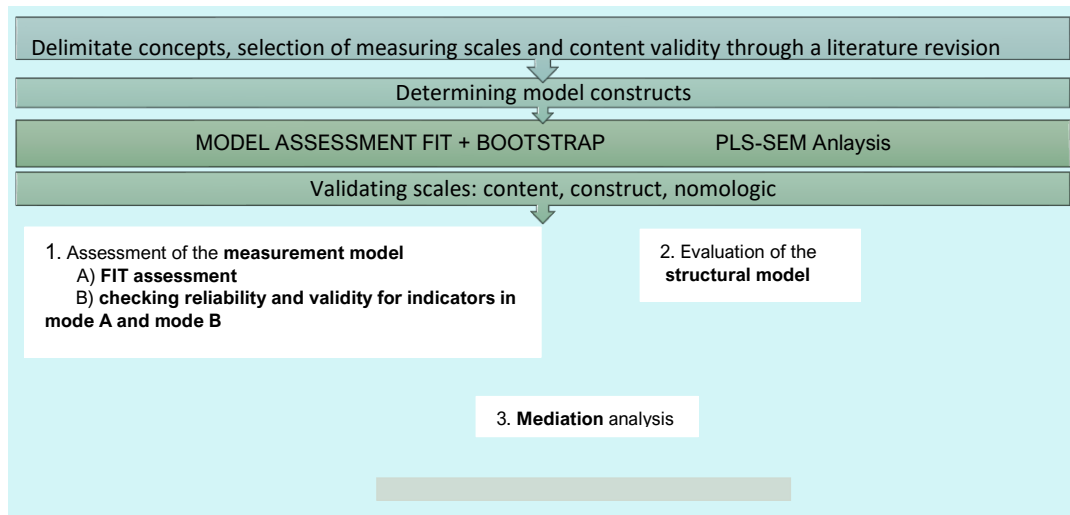 Delimitate concepts, selection of measuring scales and content validity through a literature revision
Determining model constructs
MODEL ASSESSMENT FIT + BOOTSTRAP PLS-SEM Anlaysis
Validating scales: content, construct, nomologic
1. Assessment of the measurement model
A) FIT assessment
B) checking reliability and validity for indicators in
mode A and mode B
2. Evaluation of the
structural model
3. Mediation analysis